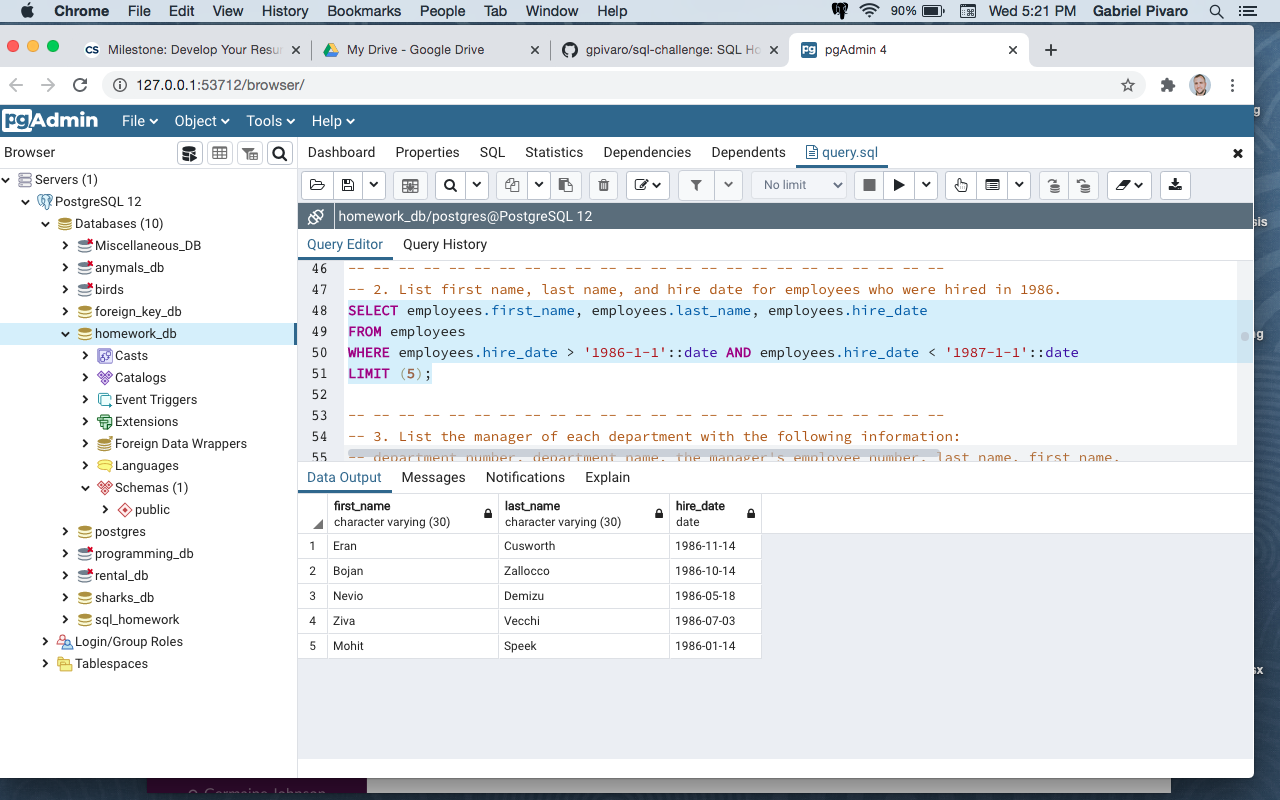 Chrome File Edit View History Bookmarks People Tab Window Help 90% Wed 5:21 PM Gabriel Pivaro
CS Milestone: Develop Your Resu
My Drive - Google Drive
gpivaro/sql-challenge: SQL Ho
pgAdmin 4
127.0.0.1:53712/browser/
pgAdmin File Object Tools Help
Browser
Dashboard Properties SQL Statistics Dependencies Dependents query.sql
No limit
Servers (1)
PostgreSQL 12
Databases (10)
Miscellaneous_DB
anymals_db
birds
foreign_key_db
homework_db
Casts
Catalogs
Event Triggers
Extensions
Foreign Data Wrappers
Languages
Schemas (1)
public
postgres
programming_db
rental_db
sharks_db
sql_homework
Login/Group Roles
Tablespaces
homework_db/postgres@PostgreSQL 12
Query Editor Query History
46 -- -- -- -- -- -- -- -- -- -- -- -- -- -- -- -- -- -- -- -- -- -- -- --
47 -- 2. List first name, last name, and hire date for employees who were hired in 1986.
48 SELECT employees.first_name, employees.last_name, employees.hire_date
49 FROM employees
50 WHERE employees.hire_date > '1986-1-1'::date AND employees.hire_date < '1987-1-1'::date
51 LIMIT (5);
52
53 -- -- -- -- -- -- -- -- -- -- -- -- -- -- -- -- -- -- -- -- -- -- -- --
54 -- 3. List the manager of each department with the following information:
55 -- department number, department name, the manager's employee number, last name, first name,
Data Output Messages Notifications Explain
first_name last_name hire_date
character varying (30) character varying (30) date
1 Eran Cusworth 1986-11-14
2 Bojan Zallocco 1986-10-14
3 Nevio Demizu 1986-05-18
4 Ziva Vecchi 1986-07-03
5 Mohit Speek 1986-01-14